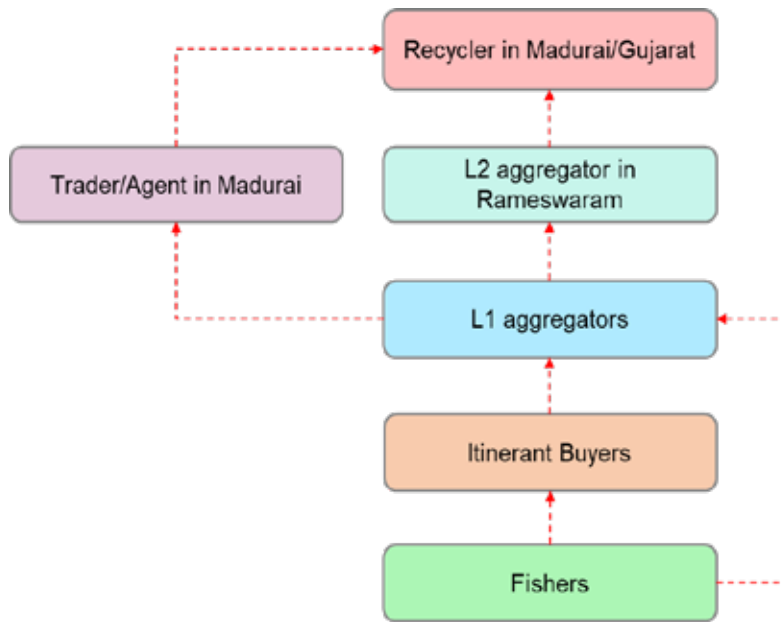 Recycler in Madurai/Gujarat
Trader/Agent in Madurai
L2 aggregator in
Rameswaram
L1 aggregators
Itinerant Buyers
Fishers